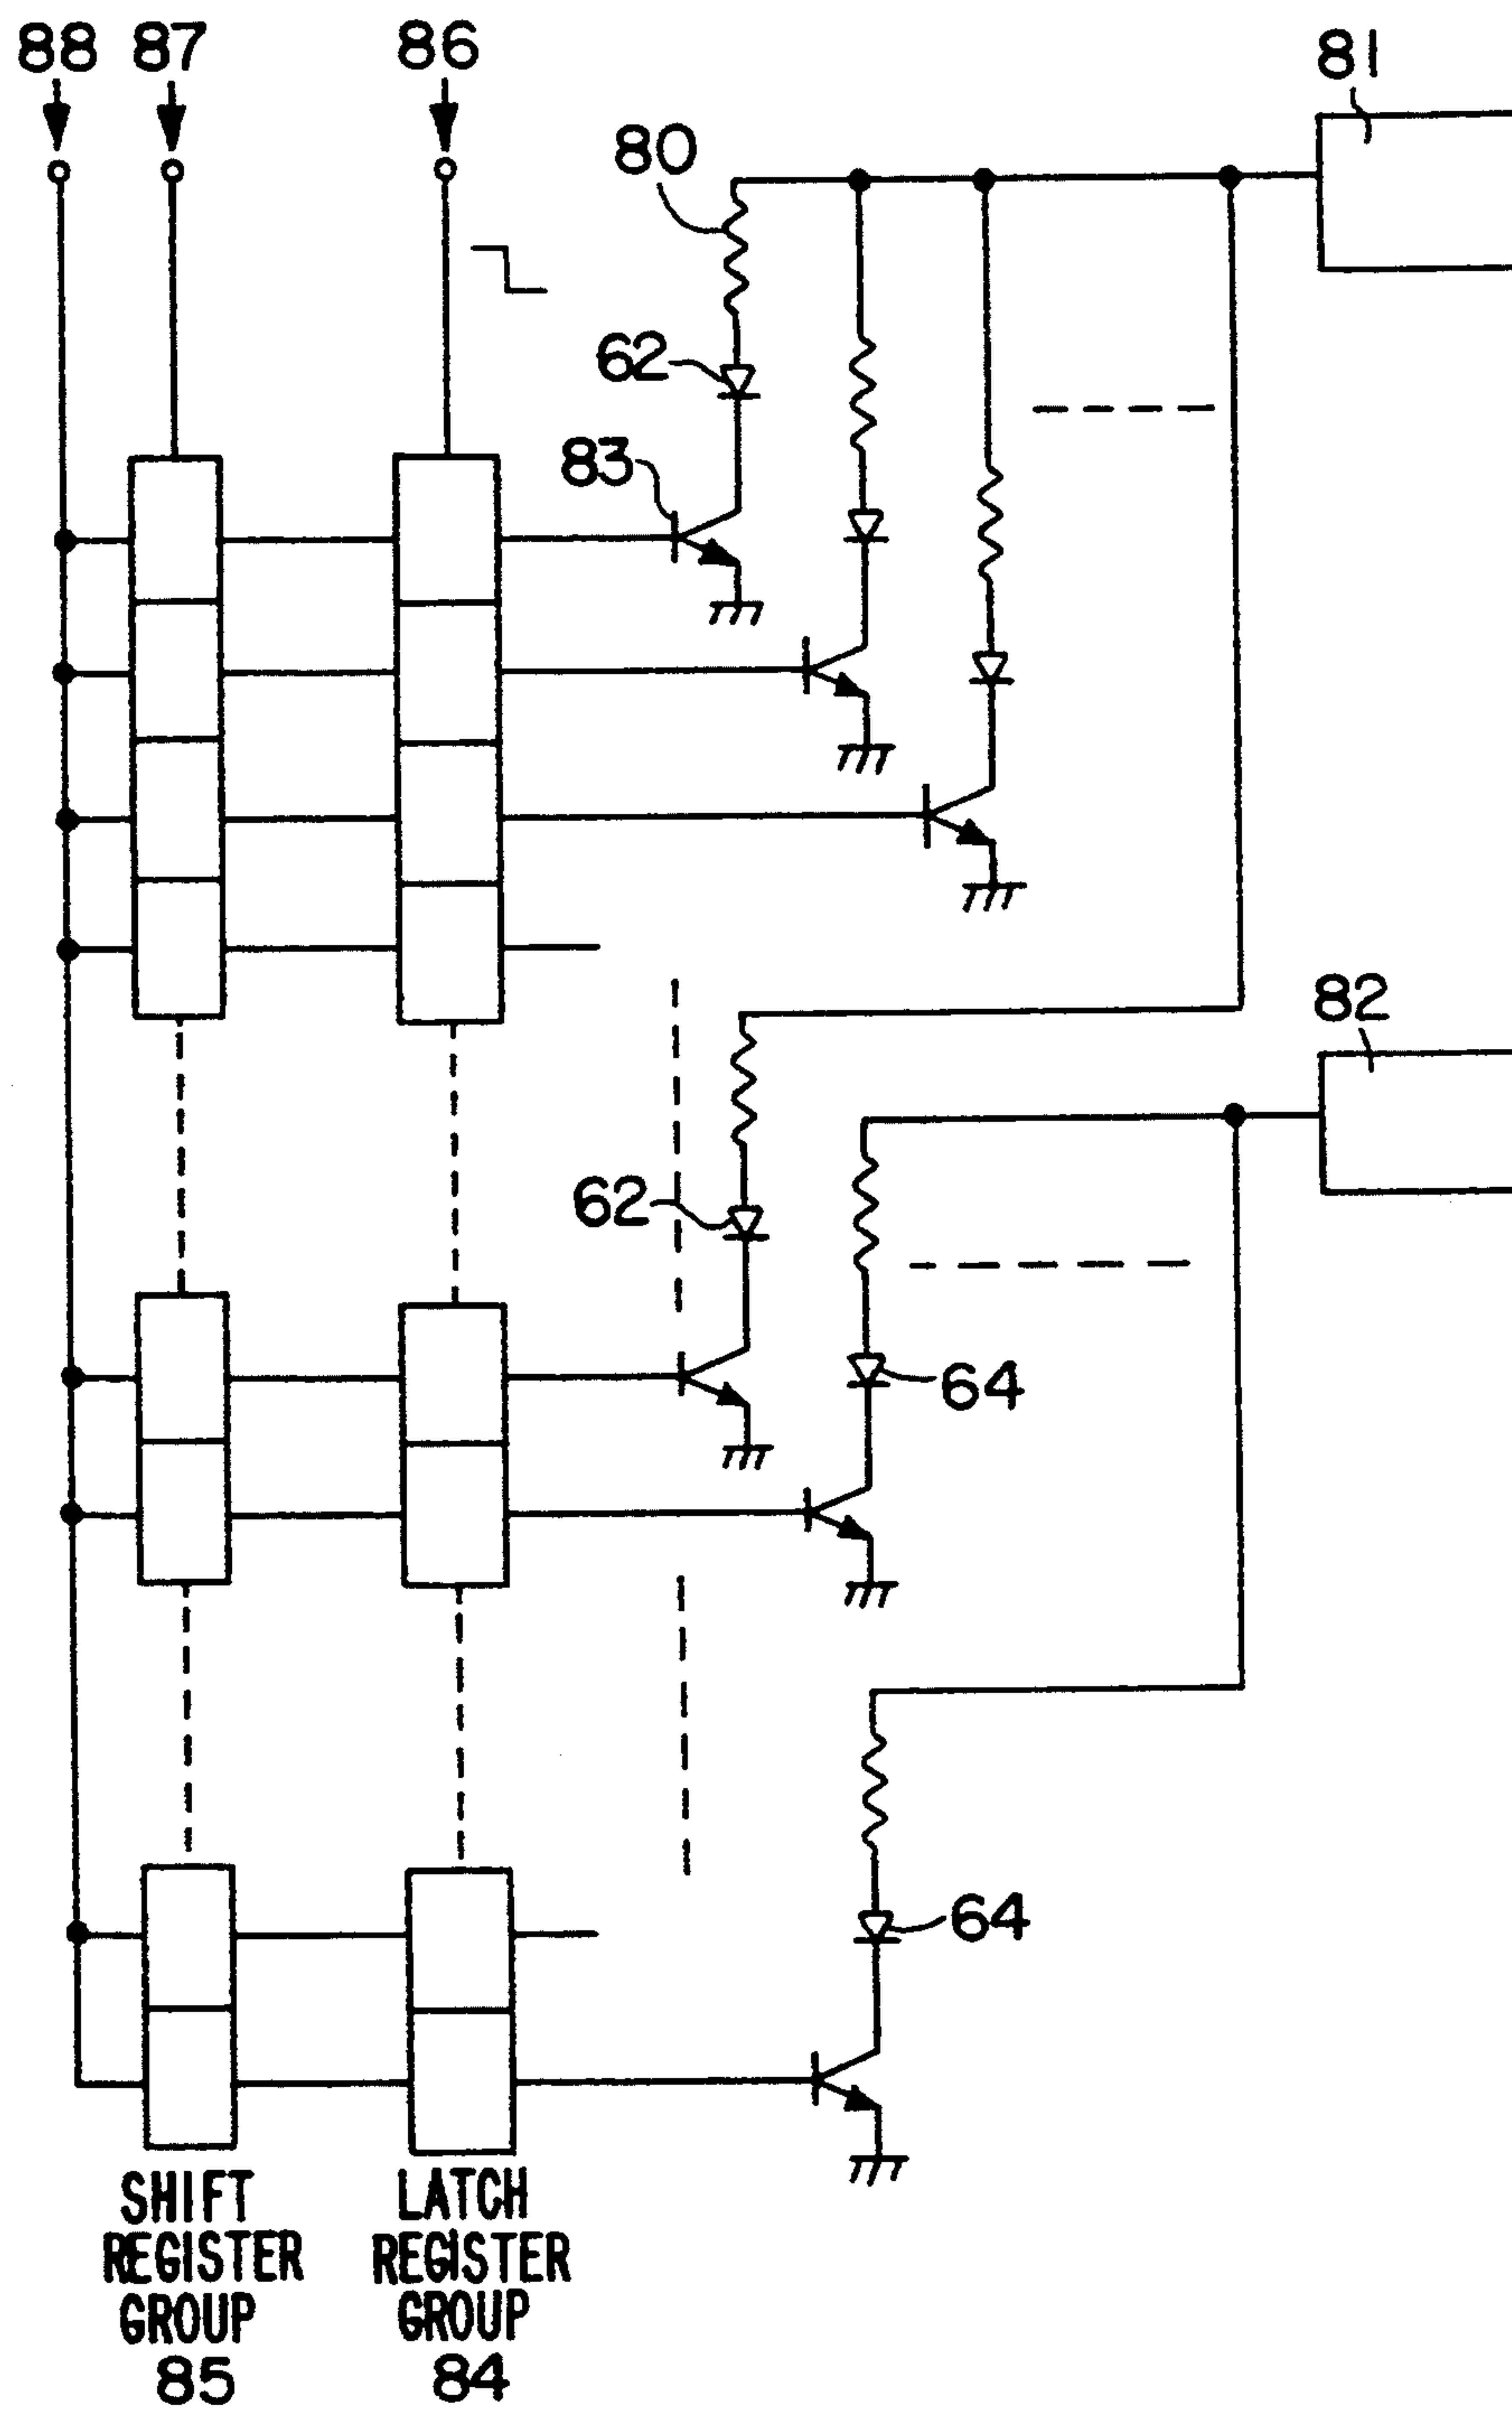 88 87 86 81
80
62
83
82
62
64
64
SHIFT REGISTER GROUP 85
LATCH REGISTER GROUP 84